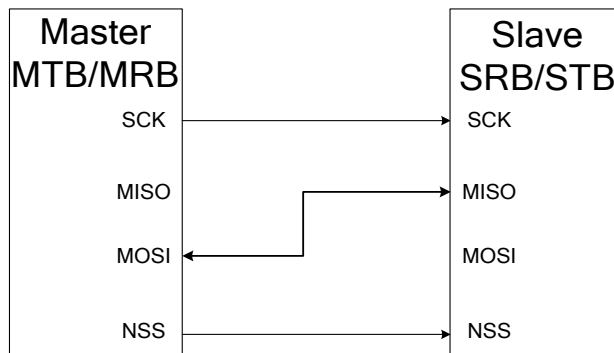 Master
MTB/MRB
SCK
MISO
MOSI
NSS
Slave
SRB/STB
SCK
MISO
MOSI
NSS